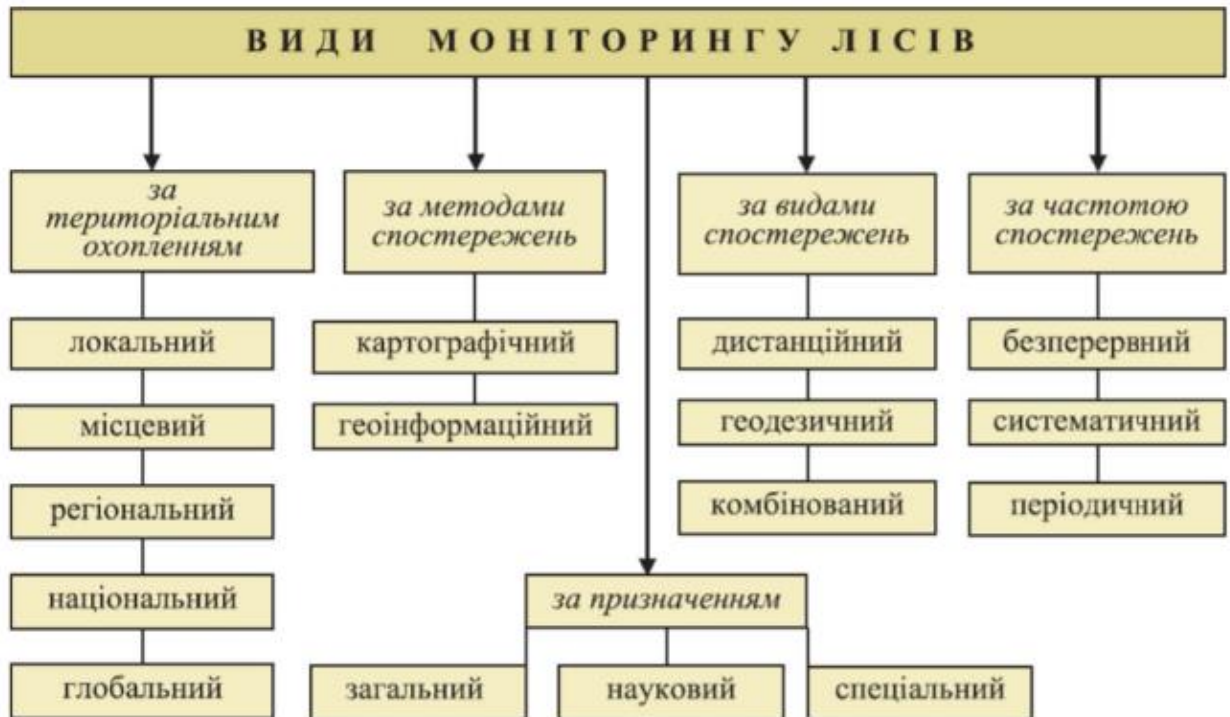 ВИДИ МОНІТОРИНГУ ЛІСІВ
за
територіальним
охопленням
локальний
місцевий
регіональний
національний
глобальний
за методами
спостережень
картографічний
геоінформаційний
за призначенням
загальний
науковий
спеціальний
за видами
спостережень
дистанційний
геодезичний
комбінований
за частотою
спостережень
безперервний
систематичний
періодичний